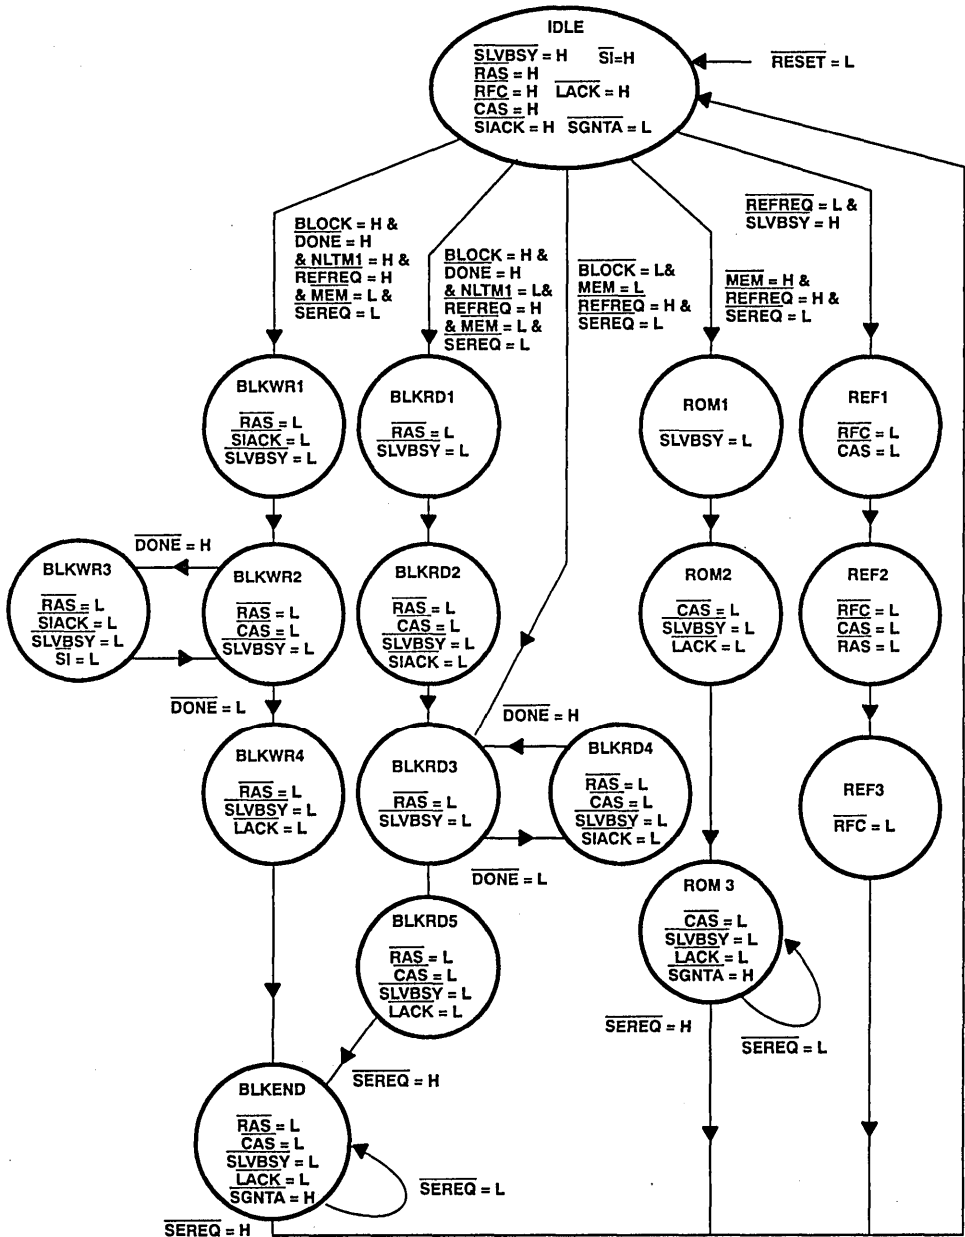 IDLE
SLVBSY = H SI=H
RAS = H
RFC = H LACK = H
CAS = H
SIACK = H SGNTA = L
RESET = L
BLOCK = H &
DONE = H
& NLTM1 = H &
REFREQ = H
& MEM = L &
SEREQ = L
BLOCK = H &
DONE = H
& NLTM1 = L&
REFREQ = H
& MEM = L &
SEREQ = L
BLOCK = L&
MEM = L
REFREQ = H &
SEREQ = L
MEM = H &
REFREQ = H &
SEREQ = L
REFREQ = L &
SLVBSY = H
BLKWR1
RAS = L
SIACK = L
SLVBSY = L
BLKRD1
RAS = L
SLVBSY = L
ROM1
SLVBSY = L
REF1
RFC = L
CAS = L
DONE = H
BLKWR3
RAS = L
SIACK = L
SLVBSY = L
SI = L
BLKWR2
RAS = L
CAS = L
SLVBSY = L
BLKRD2
RAS = L
CAS = L
SLVBSY = L
SIACK = L
ROM2
CAS = L
SLVBSY = L
LACK = L
REF2
RFC = L
CAS = L
RAS = L
DONE = L
DONE = H
BLKWR4
RAS = L
SLVBSY = L
LACK = L
BLKRD3
RAS = L
SLVBSY = L
BLKRD4
RAS = L
CAS = L
SLVBSY = L
SIACK = L
REF3
RFC = L
DONE = L
BLKRD5
RAS = L
CAS = L
SLVBSY = L
LACK = L
ROM 3
CAS = L
SLVBSY = L
LACK = L
SGNTA = H
SEREQ = H
SEREQ = L
SEREQ = H
BLKEND
RAS = L
CAS = L
SLVBSY = L
LACK = L
SGNTA = H
SEREQ = L
SEREQ = H